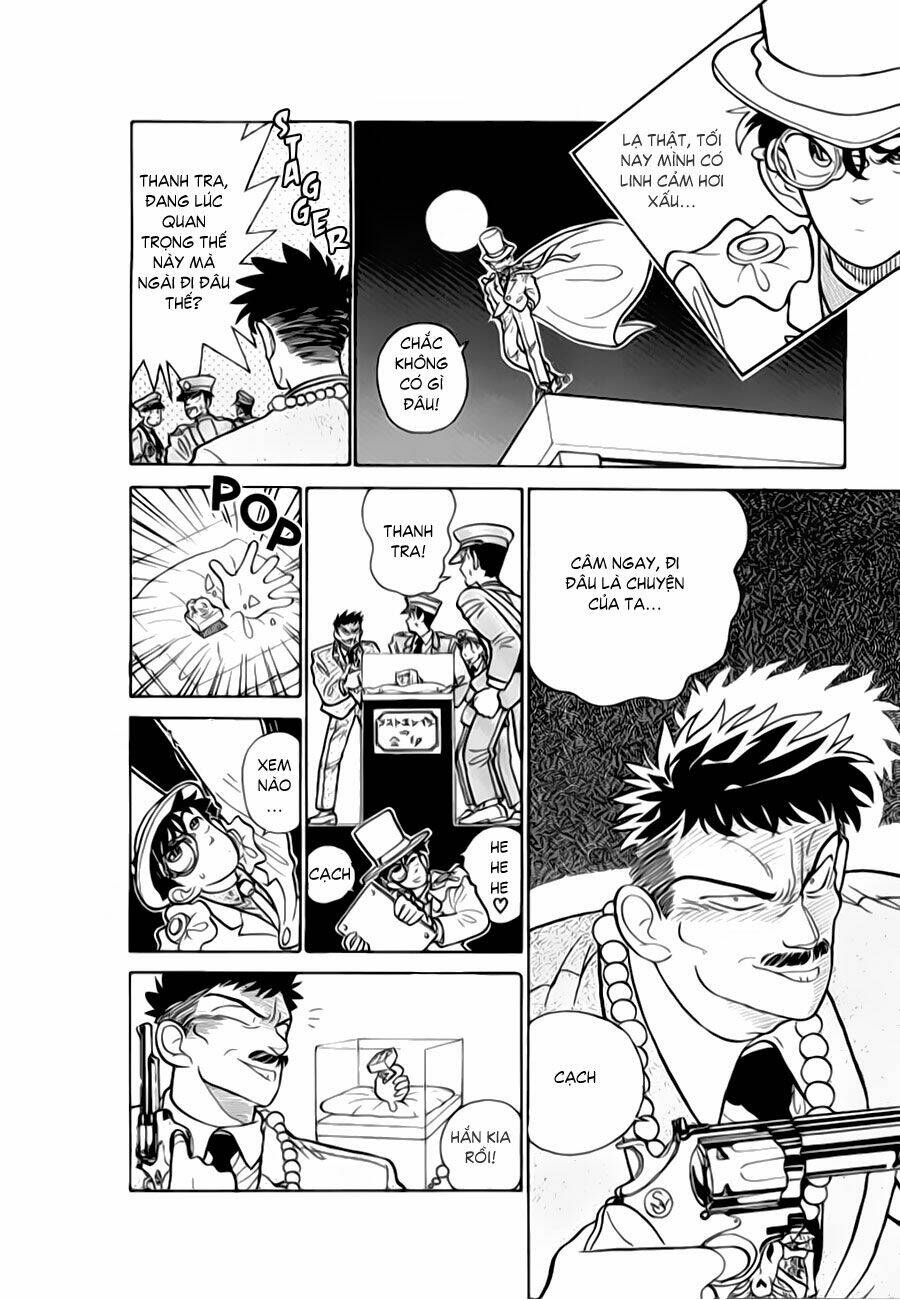 LẠ THẬT, TỐI
NAY MÌNH CÓ
LINH CẢM HƠI
XẤU...
CHẮC
KHÔNG
CÓ GÌ
ĐÂU!
STAGGER
THANH TRA,
ĐANG LÚC
QUAN
TRỌNG THẾ
NÀY MÀ
NGÀI ĐI ĐÂU
THẾ?
CÂM NGAY, ĐI
ĐÂU LÀ CHUYỆN
CỦA TA...
CẠCH
THANH
TRA!
HE
HE
HE♡
CẠCH
POP
XEM
NÀO
...
HẮN KIA
RỒI!